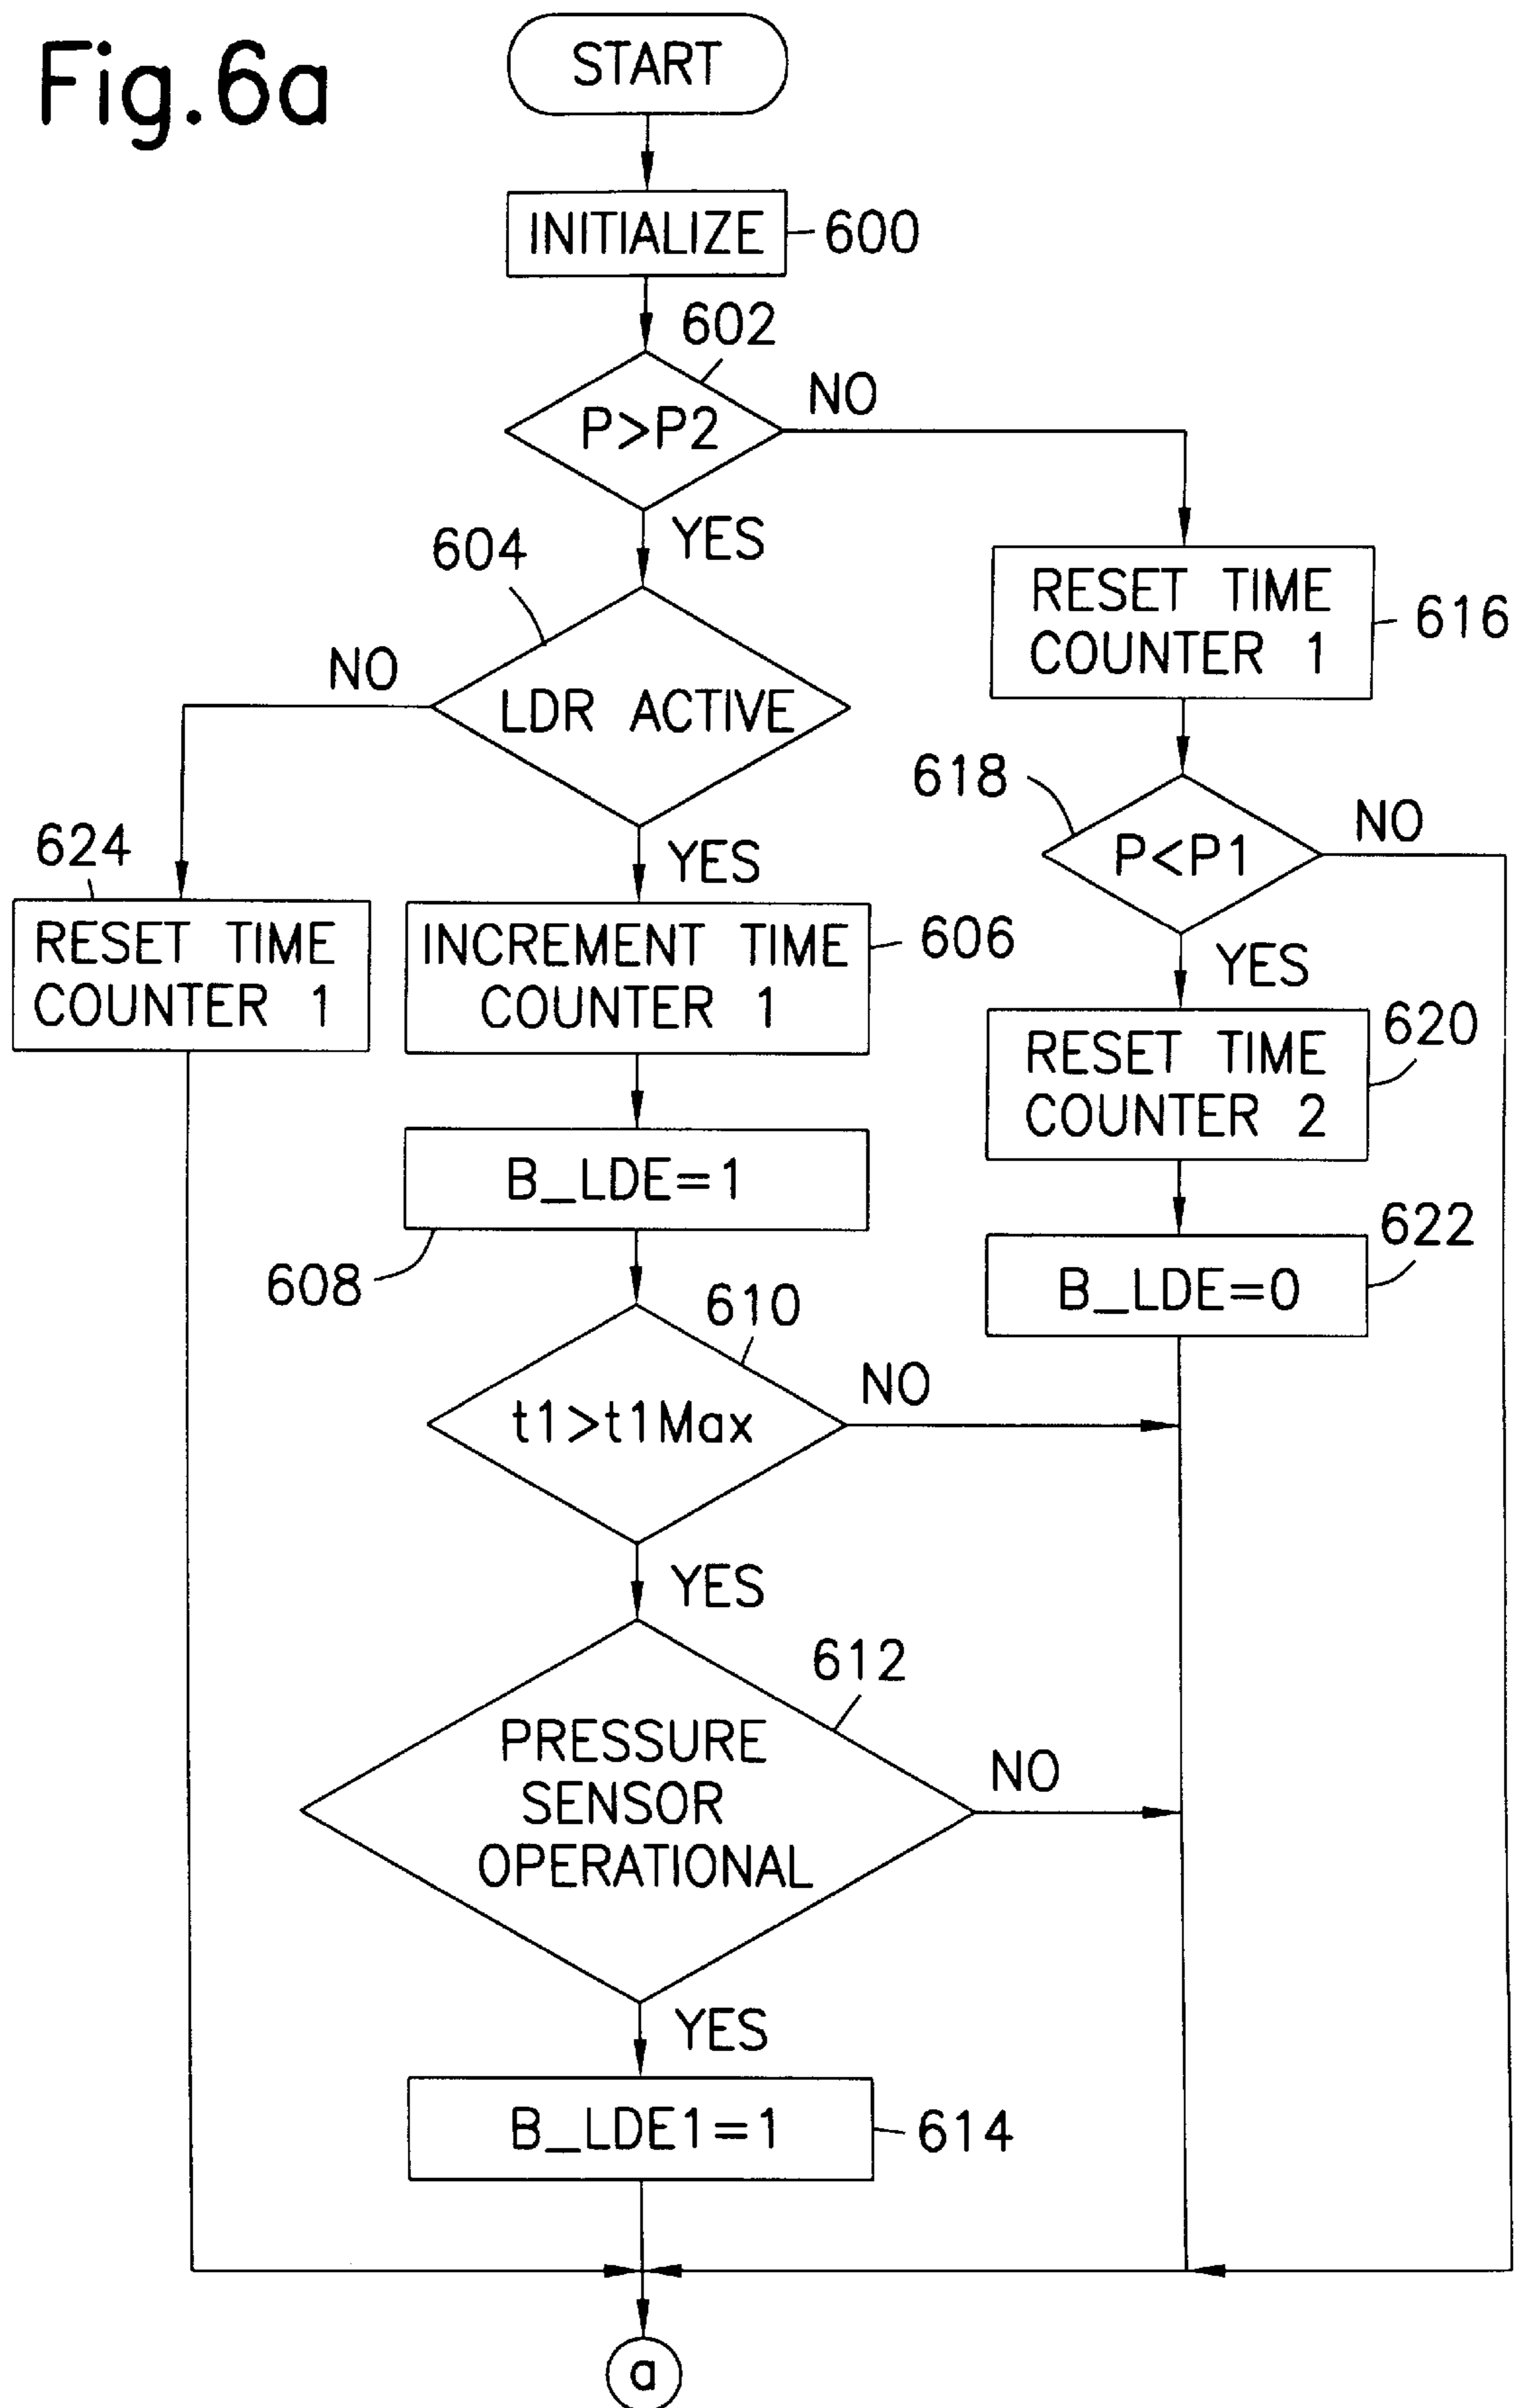 Fig.6a
START
INITIALIZE
600
602
P>P2
NO
YES
604
NO
LDR ACTIVE
RESET TIME
COUNTER 1
616
618
P<P1
NO
YES
624
RESET TIME
COUNTER 1
YES
INCREMENT TIME
COUNTER 1
606
RESET TIME
COUNTER 2
620
B_LDE=1
608
B_LDE=0
622
610
t1>t1Max
NO
YES
612
PRESSURE
SENSOR
OPERATIONAL
NO
YES
B_LDE1=1
614
a